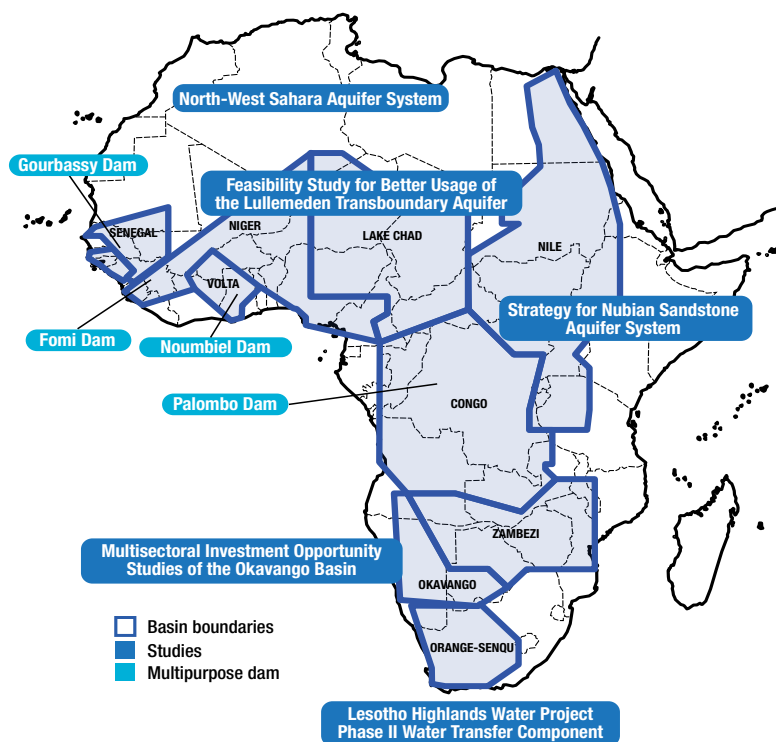 North-West Sahara Aquifer System
Gourbassy Dam
Feasibility Study for Better Usage of
the Lullemeden Transboundary Aquifer
SENEGAL
NIGER
LAKE CHAD
NILE
VOLTA
Strategy for Nubian Sandstone
Aquifer System
Fomi Dam
Noumbiel Dam
Palombo Dam
CONGO
ZAMBEZI
Multisectoral Investment Opportunity
Studies of the Okavango Basin
OKAVANGO
Basin boundaries
Studies
Multipurpose dam
ORANGE-SENQU
Lesotho Highlands Water Project
Phase II Water Transfer Component